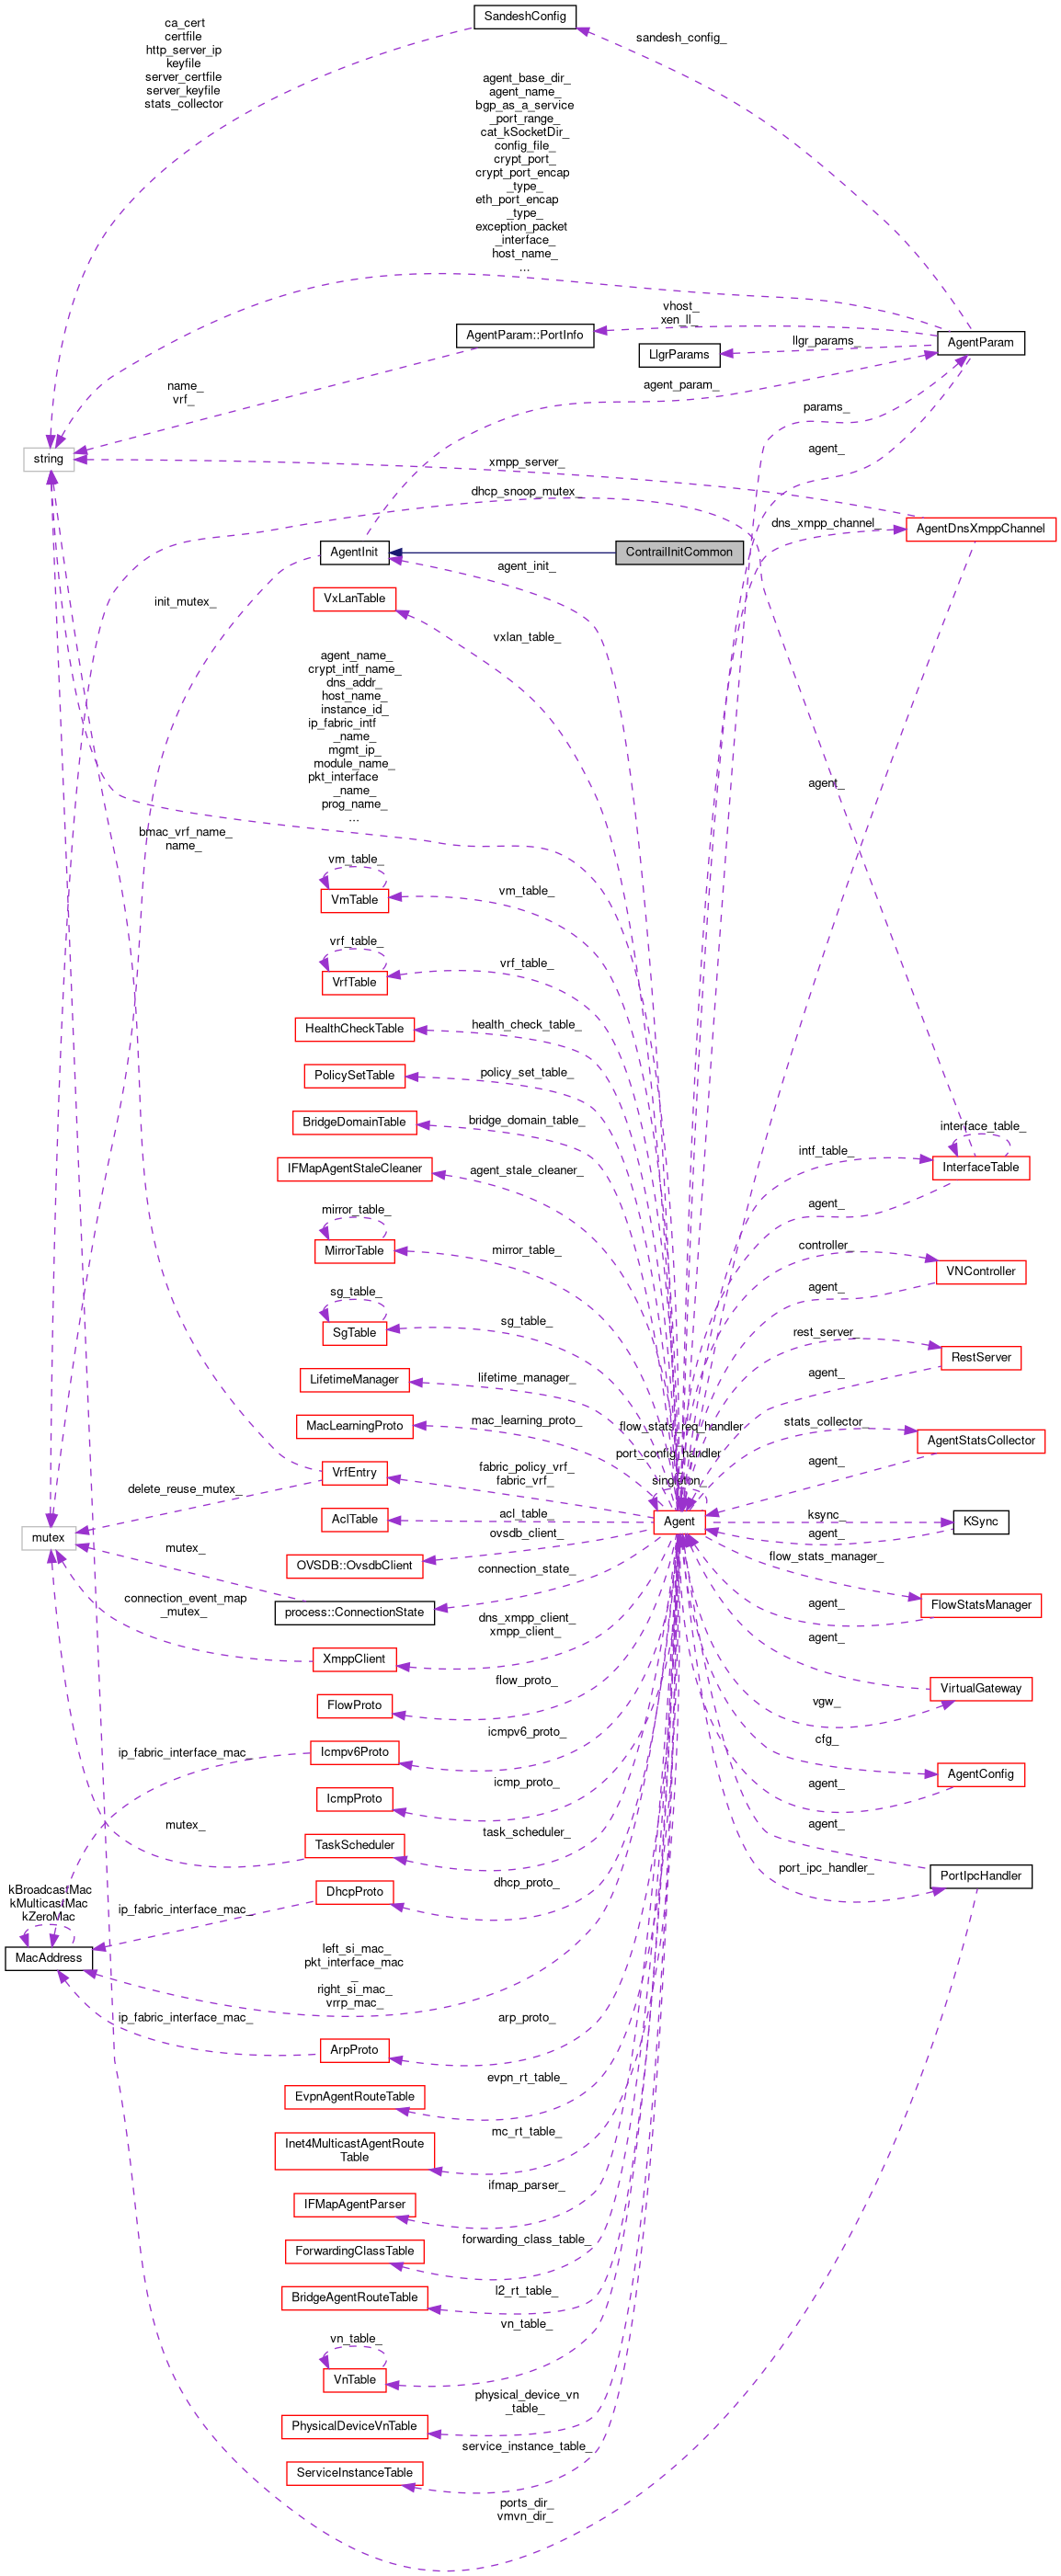 SandeshConfig
ca_cert
certfile
http_server_ip
keyfile
server_certfile
server_keyfile
stats_collector
sandesh_config_
agent_base_dir_
agent_name_
bgp_as_a_service
_port_range_
cat_kSocketDir_
config_file_
crypt_port_
crypt_port_encap
_type_
eth_port_encap
_type_
exception_packet
_interface_
host_name_
...
vhost_
xen_ll_
AgentParam::PortInfo
AgentParam
llgr_params_
LlgrParams
name_
vrf_
agent_param_
params_
agent_
string
xmpp_server_
dhcp_snoop_mutex_
dns_xmpp_channel_
AgentDnsXmppChannel
AgentInit
ContrailInitCommon
agent_init_
VxLanTable
init_mutex_
vxlan_table_
agent_name_
crypt_intf_name_
dns_addr_
host_name_
instance_id_
ip_fabric_intf
_name_
mgmt_ip_
module_name_
pkt_interface
_name_
prog_name_
...
agent_
bmac_vrf_name_
name_
vm_table_
VmTable
vm_table_
vrf_table_
VrfTable
vrf_table_
HealthCheckTable
health_check_table_
PolicySetTable
policy_set_table_
BridgeDomainTable
bridge_domain_table_
interface_table_
intf_table_
InterfaceTable
IFMapAgentStaleCleaner
agent_stale_cleaner_
agent_
mirror_table_
MirrorTable
mirror_table_
controller_
VNController
agent_
sg_table_
SgTable
sg_table_
rest_server_
RestServer
agent_
LifetimeManager
lifetime_manager_
MacLearningProto
mac_learning_proto_
flow_stats_req_handler_
port_config_handler_
singleton_
stats_collector_
AgentStatsCollector
agent_
VrfEntry
fabric_policy_vrf_
fabric_vrf_
delete_reuse_mutex_
AclTable
acl_table_
Agent
ksync_
KSync
agent_
mutex
OVSDB::OvsdbClient
ovsdb_client_
mutex_
connection_state_
flow_stats_manager_
process::ConnectionState
FlowStatsManager
agent_
connection_event_map
_mutex_
dns_xmpp_client_
xmpp_client_
agent_
XmppClient
flow_proto_
VirtualGateway
vgw_
FlowProto
icmpv6_proto_
cfg_
Icmpv6Proto
ip_fabric_interface_mac_
AgentConfig
icmp_proto_
agent_
IcmpProto
mutex_
task_scheduler_
agent_
TaskScheduler
port_ipc_handler_
PortIpcHandler
dhcp_proto_
DhcpProto
kBroadcastMac
kMulticastMac
kZeroMac
ip_fabric_interface_mac_
MacAddress
left_si_mac_
pkt_interface_mac
_
right_si_mac_
vrrp_mac_
ip_fabric_interface_mac_
arp_proto_
ArpProto
evpn_rt_table_
EvpnAgentRouteTable
mc_rt_table_
Inet4MulticastAgentRoute
Table
ifmap_parser_
IFMapAgentParser
forwarding_class_table_
ForwardingClassTable
l2_rt_table_
BridgeAgentRouteTable
vn_table_
vn_table_
VnTable
physical_device_vn
_table_
PhysicalDeviceVnTable
service_instance_table_
ServiceInstanceTable
ports_dir_
vmvn_dir_